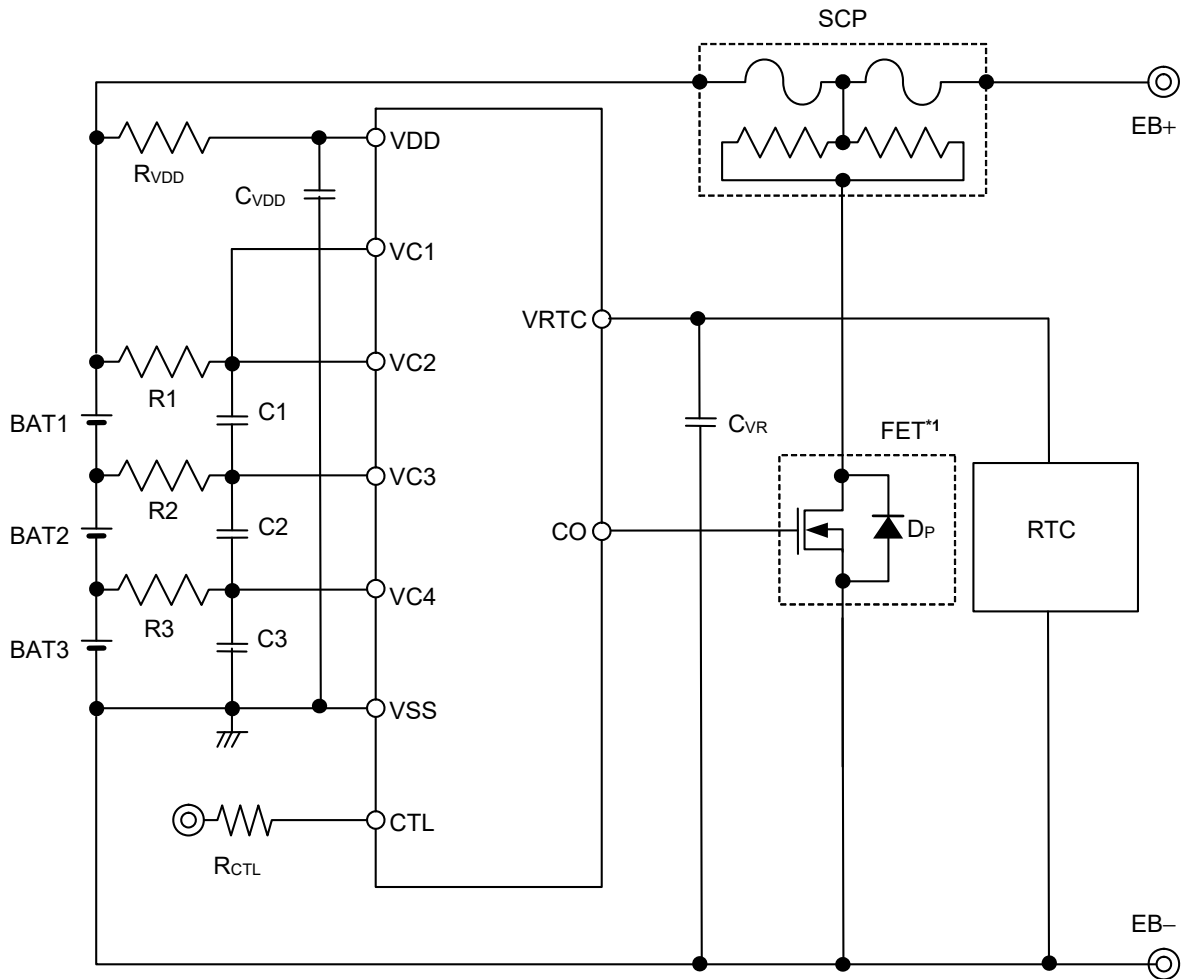 SCP
EB+
VDD
RVDD
CVDD
VC1
VRTC
VC2
R1
C1
BAT1
CVR
FET*1
VC3
R2
C2
CO
DP
RTC
BAT2
VC4
R3
C3
BAT3
VSS
CTL
RCTL
EB−